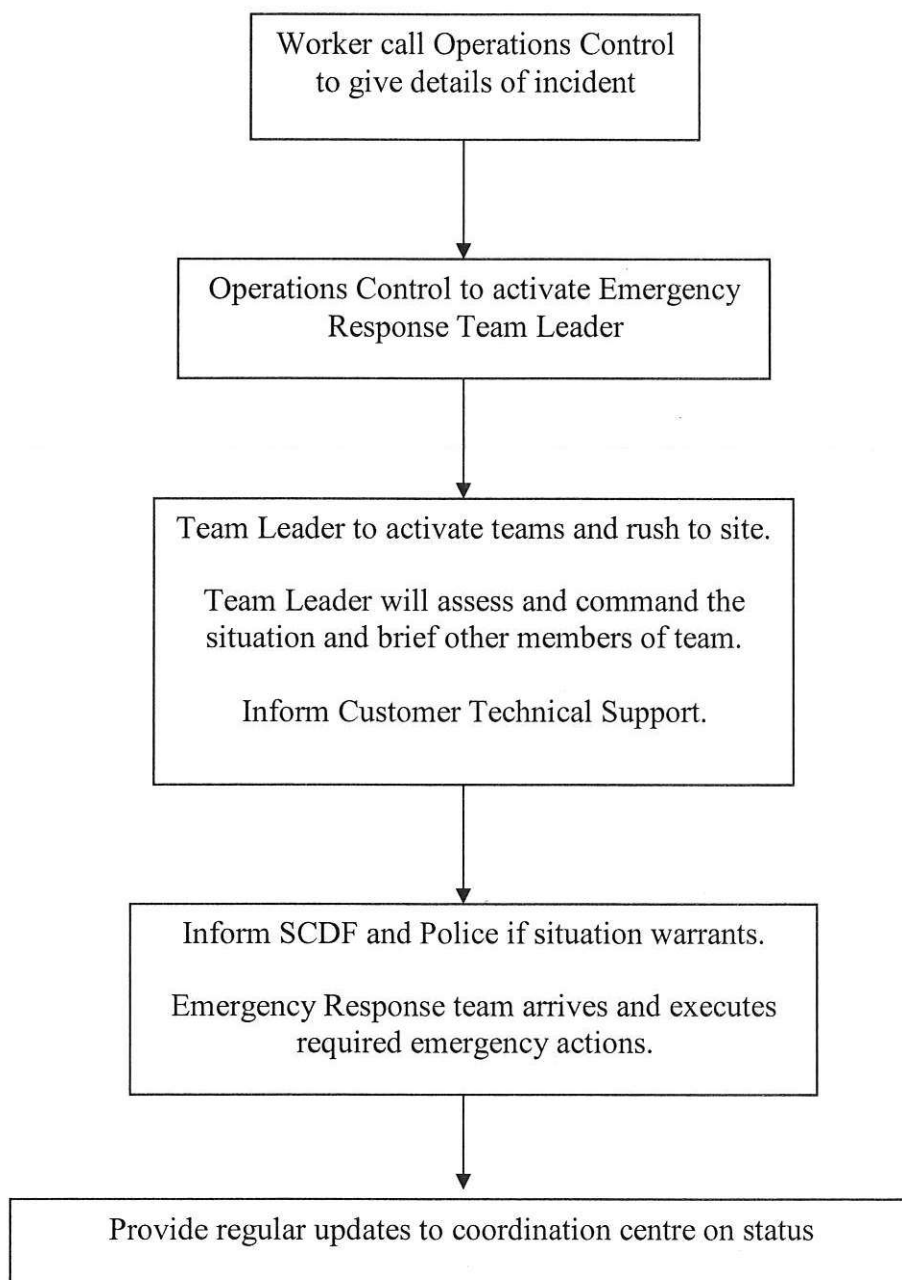 Worker call Operations Control
to give details of incident
Operations Control to activate Emergency
Response Team Leader
Team Leader to activate teams and rush to site.
Team Leader will assess and command the
situation and brief other members of team.
Inform Customer Technical Support.
Inform SCDF and Police if situation warrants.
Emergency Response team arrives and executes
required emergency actions.
Provide regular updates to coordination centre on status